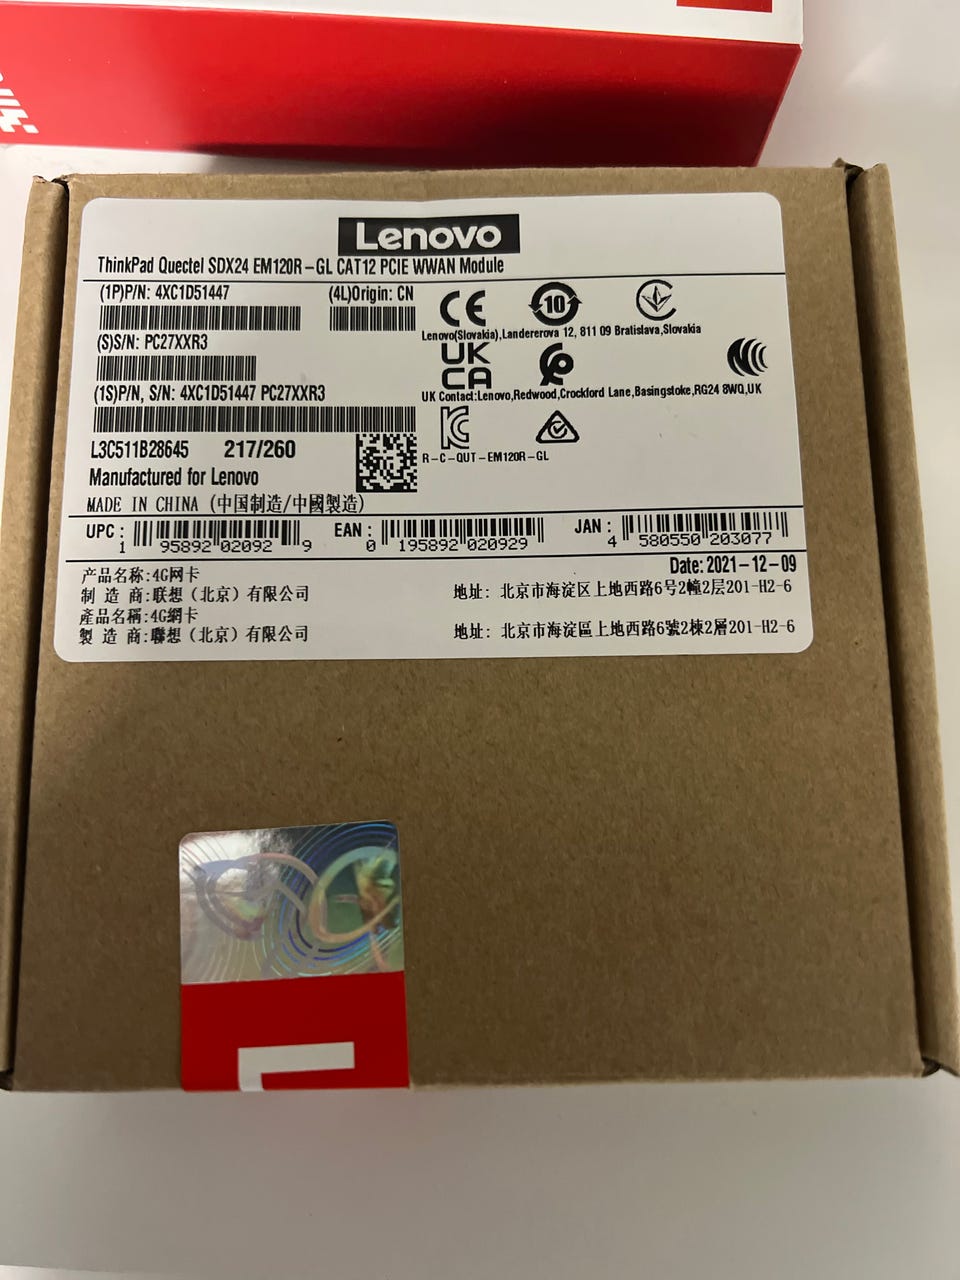 Lenovo
ThinkPad Quectel SDX24 EM120R-GL CAT12 PCIE WWAN Module
(1P)P/N: 4XC1D51447 (4L)Origin: CN
(S)S/N: PC27XXR3
(1S)P/N, S/N: 4XC1D51447 PC27XXR3
L3C511B28645 217/260
Manufactured for Lenovo
MADE IN CHINA (中国制造/中國製造)
CE 10
Lenovo(Slovakia),Landererova 12, 811 09 Bratislava,Slovakia
UK
CA
UK Contact:Lenovo,Redwood,Crockford Lane,Basingstoke,RG24 8WQ,UK
R-C-QUT-EM120R-GL
UPC: 1 95892 02092 9 EAN: 0 195892 020929 JAN: 4 580550 203077
Date: 2021-12-09
产品名称:4G网卡
制 造 商:联想（北京）有限公司 地址: 北京市海淀区上地西路6号2幢2层201-H2-6
產品名稱:4G網卡
製 造 商:聯想（北京）有限公司 地址: 北京市海淀區上地西路6號2棟2層201-H2-6
L